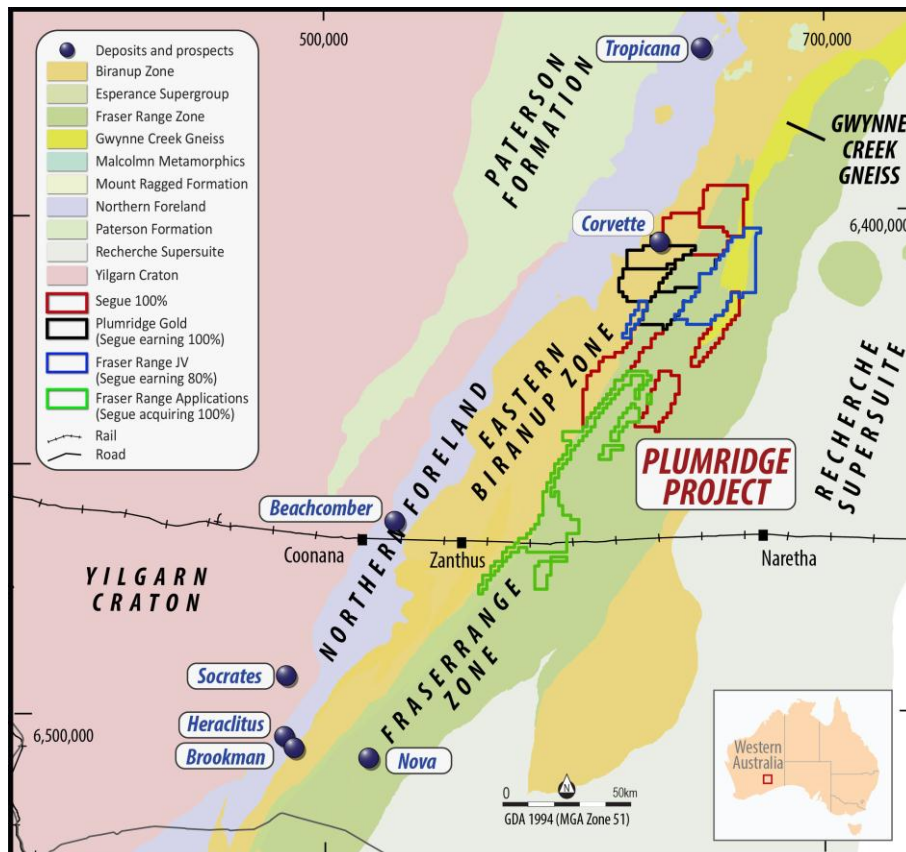 500,000
700,000
Deposits and prospects
Biranup Zone
Esperance Supergroup
Fraser Range Zone
Gwynne Creek Gneiss
Malcolmn Metamorphics
Mount Ragged Formation
Northern Foreland
Paterson Formation
Recherche Supersuite
Yilgarn Craton
Segue 100%
Plumridge Gold
(Segue earning 100%)
Fraser Range JV
(Segue earning 80%)
Fraser Range Applications
(Segue acquiring 100%)
Rail
Road
Tropicana
PATERSON
FORMATION
GWYNNE
CREEK
GNEISS
6,400,000
Corvette
EASTERN
BIRANUP ZONE
NORTHERN FORELAND
RECHERCHE
SUPERSUITE
PLUMRIDGE
PROJECT
Beachcomber
Coonana
Zanthus
Naretha
YILGARN
CRATON
FRASERRANGE
ZONE
Socrates
Heraclitus
Brookman
Nova
6,500,000
N
0
50km
GDA 1994 (MGA Zone 51)
Western
Australia